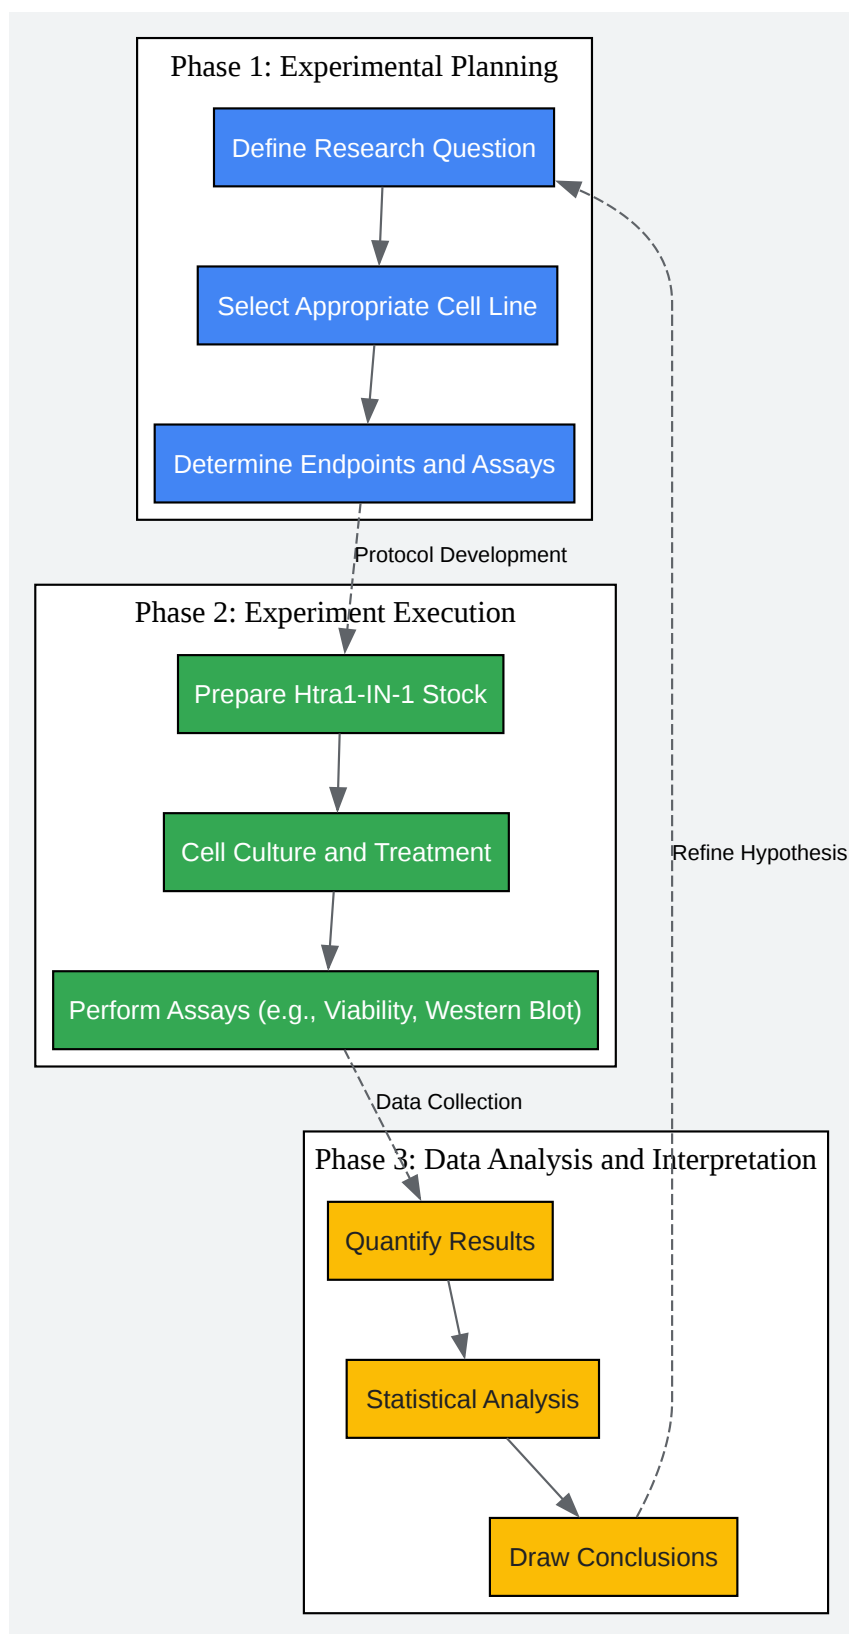 Phase 1: Experimental Planning
Define Research Question
Select Appropriate Cell Line
Determine Endpoints and Assays
Protocol Development
Phase 2: Experiment Execution
Prepare Htra1-IN-1 Stock
Cell Culture and Treatment
Refine Hypothesis
Perform Assays (e.g., Viability, Western Blot)
Data Collection
Phase 3: Data Analysis and Interpretation
Quantify Results
Statistical Analysis
Draw Conclusions